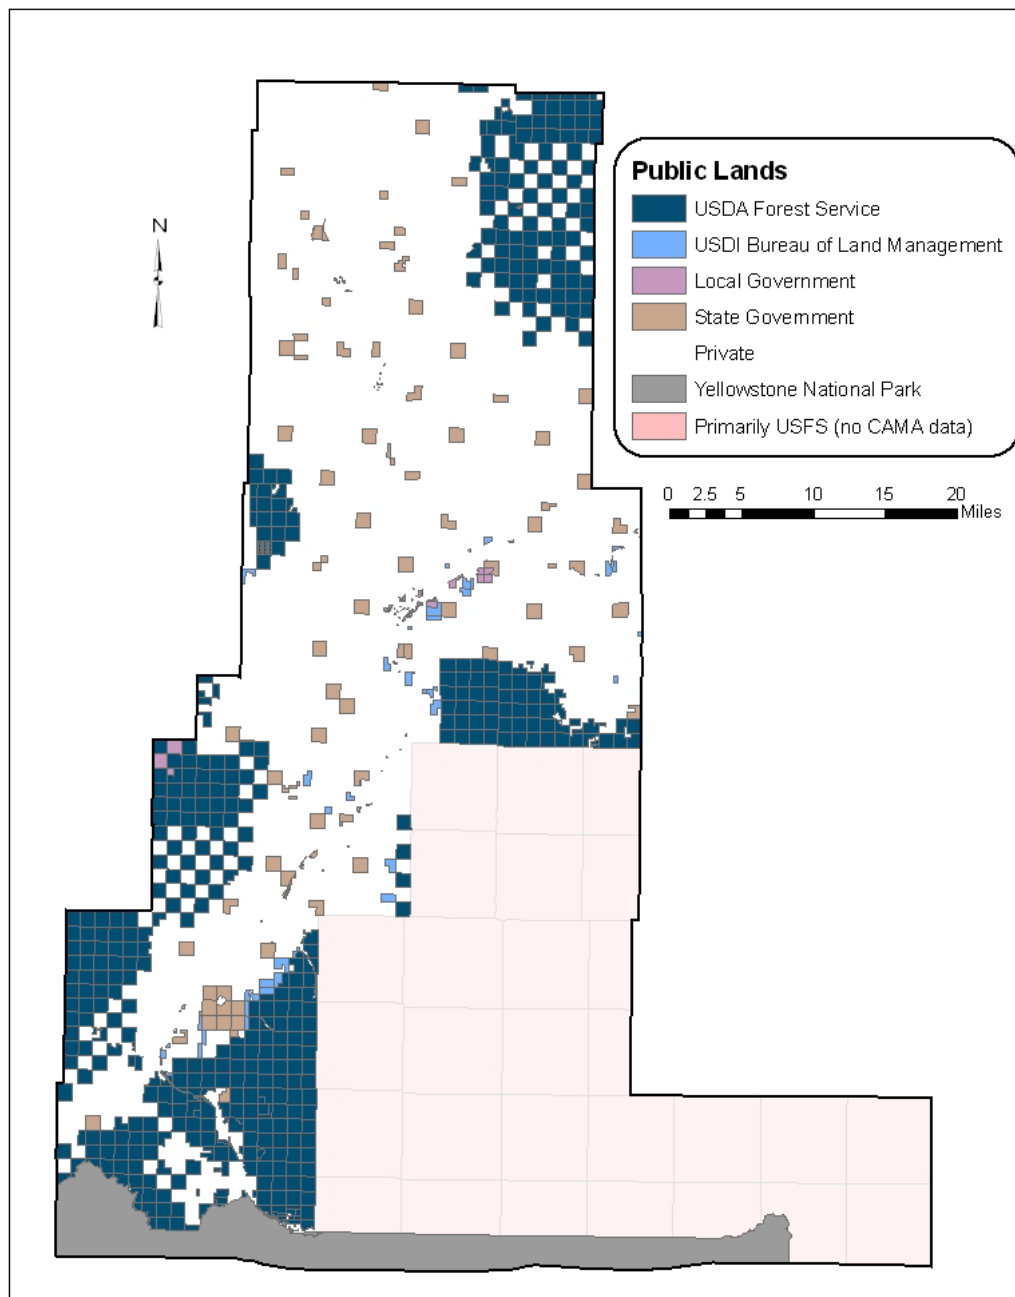 N
Public Lands
USDA Forest Service
USDI Bureau of Land Management
Local Government
State Government
Private
Yellowstone National Park
Primarily USFS (no CAMA data)
0 2.5 5 10 15 20
Miles